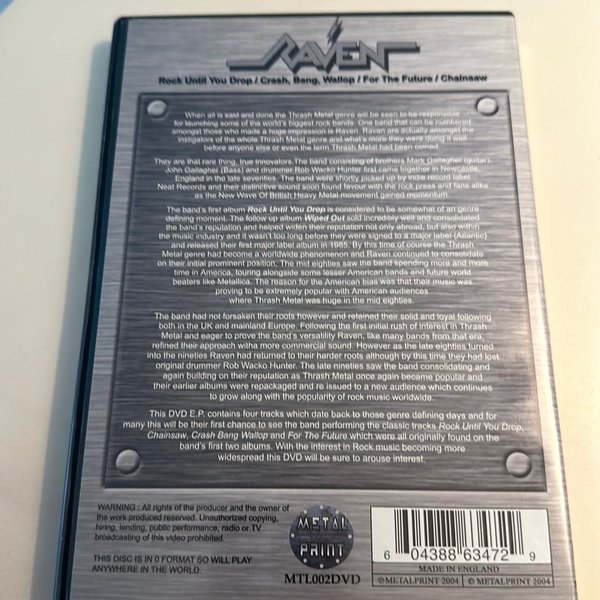 RAVEN
Rock Until You Drop / Crash, Bang, Wallop / For The Future / Chainsaw
When all is said and done the Thrash Metal genre will be seen to be responsible
for launching some of the world's biggest rock bands. One band that can be numbered
amongst those who made a huge impression is Raven. Raven are actually amongst the
instigators of the whole Thrash Metal genre and what's more they were doing it well
before anyone else or even the term Thrash Metal had been coined.
They are that rare thing, true innovators.The band consisting of brothers Mark Gallagher (guitar),
John Gallagher (Bass) and drummer Rob Wacko Hunter first came together in Newcastle,
England in the late seventies. The band were shortly picked up by indie record label
Neat Records and their distinctive sound soon found favour with the rock press and fans alike
as the New Wave Of British Heavy Metal movement gained momentum.
The band's first album Rock Until You Drop is considered to be somewhat of an genre
defining moment. The follow up album Wiped Out sold incredibly well and consolidated
the band's reputation and helped widen their reputation not only abroad, but also within
the music industry and it wasn't too long before they were signed to a major label (Atlantic)
and released their first major label album in 1985. By this time of course the Thrash
Metal genre had become a worldwide phenomenon and Raven continued to consolidate
on their initial prominent position. The mid eighties saw the band spending more and more
time in America, touring alongside some lesser American bands and future world
beaters like Metallica. The reason for the American bias was that their music was
proving to be extremely popular with American audiences
where Thrash Metal was huge in the mid eighties.
The band had not forsaken their roots however and retained their solid and loyal following
both in the UK and mainland Europe. Following the first initial rush of interest in Thrash
Metal and eager to prove the band's versatility Raven, like many bands from that era,
refined their approach witha more commercial sound. However as the late eighties turned
into the nineties Raven had returned to their harder roots although by this time they had lost
original drummer Rob Wacko Hunter. The late nineties saw the band consolidating and
again building on their reputation as Thrash Metal once again became popular and
their earlier albums were repackaged and re issued to a new audience which continues
to grow along with the popularity of rock music worldwide.
This DVD E.P. contains four tracks which date back to those genre defining days and for
many this will be their first chance to see the band performing the classic tracks Rock Until You Drop,
Chainsaw, Crash Bang Wallop and For The Future which were all originally found on the
band's first two albums. With the interest in Rock music becoming more
widespread this DVD will be sure to arouse interest.
WARNING : All rights of the producer and the owner of
the work produced reserved. Unauthorized copying,
hiring, lending, public performance, radio or TV
broadcasting of this video prohibited.
THIS DISC IS IN 0 FORMAT SO WILL PLAY
ANYWHERE IN THE WORLD.
METAL
PRINT
MTL002DVD
6 04388 63472 9
MADE IN ENGLAND
℗METALPRINT 2004 © METALPRINT 2004